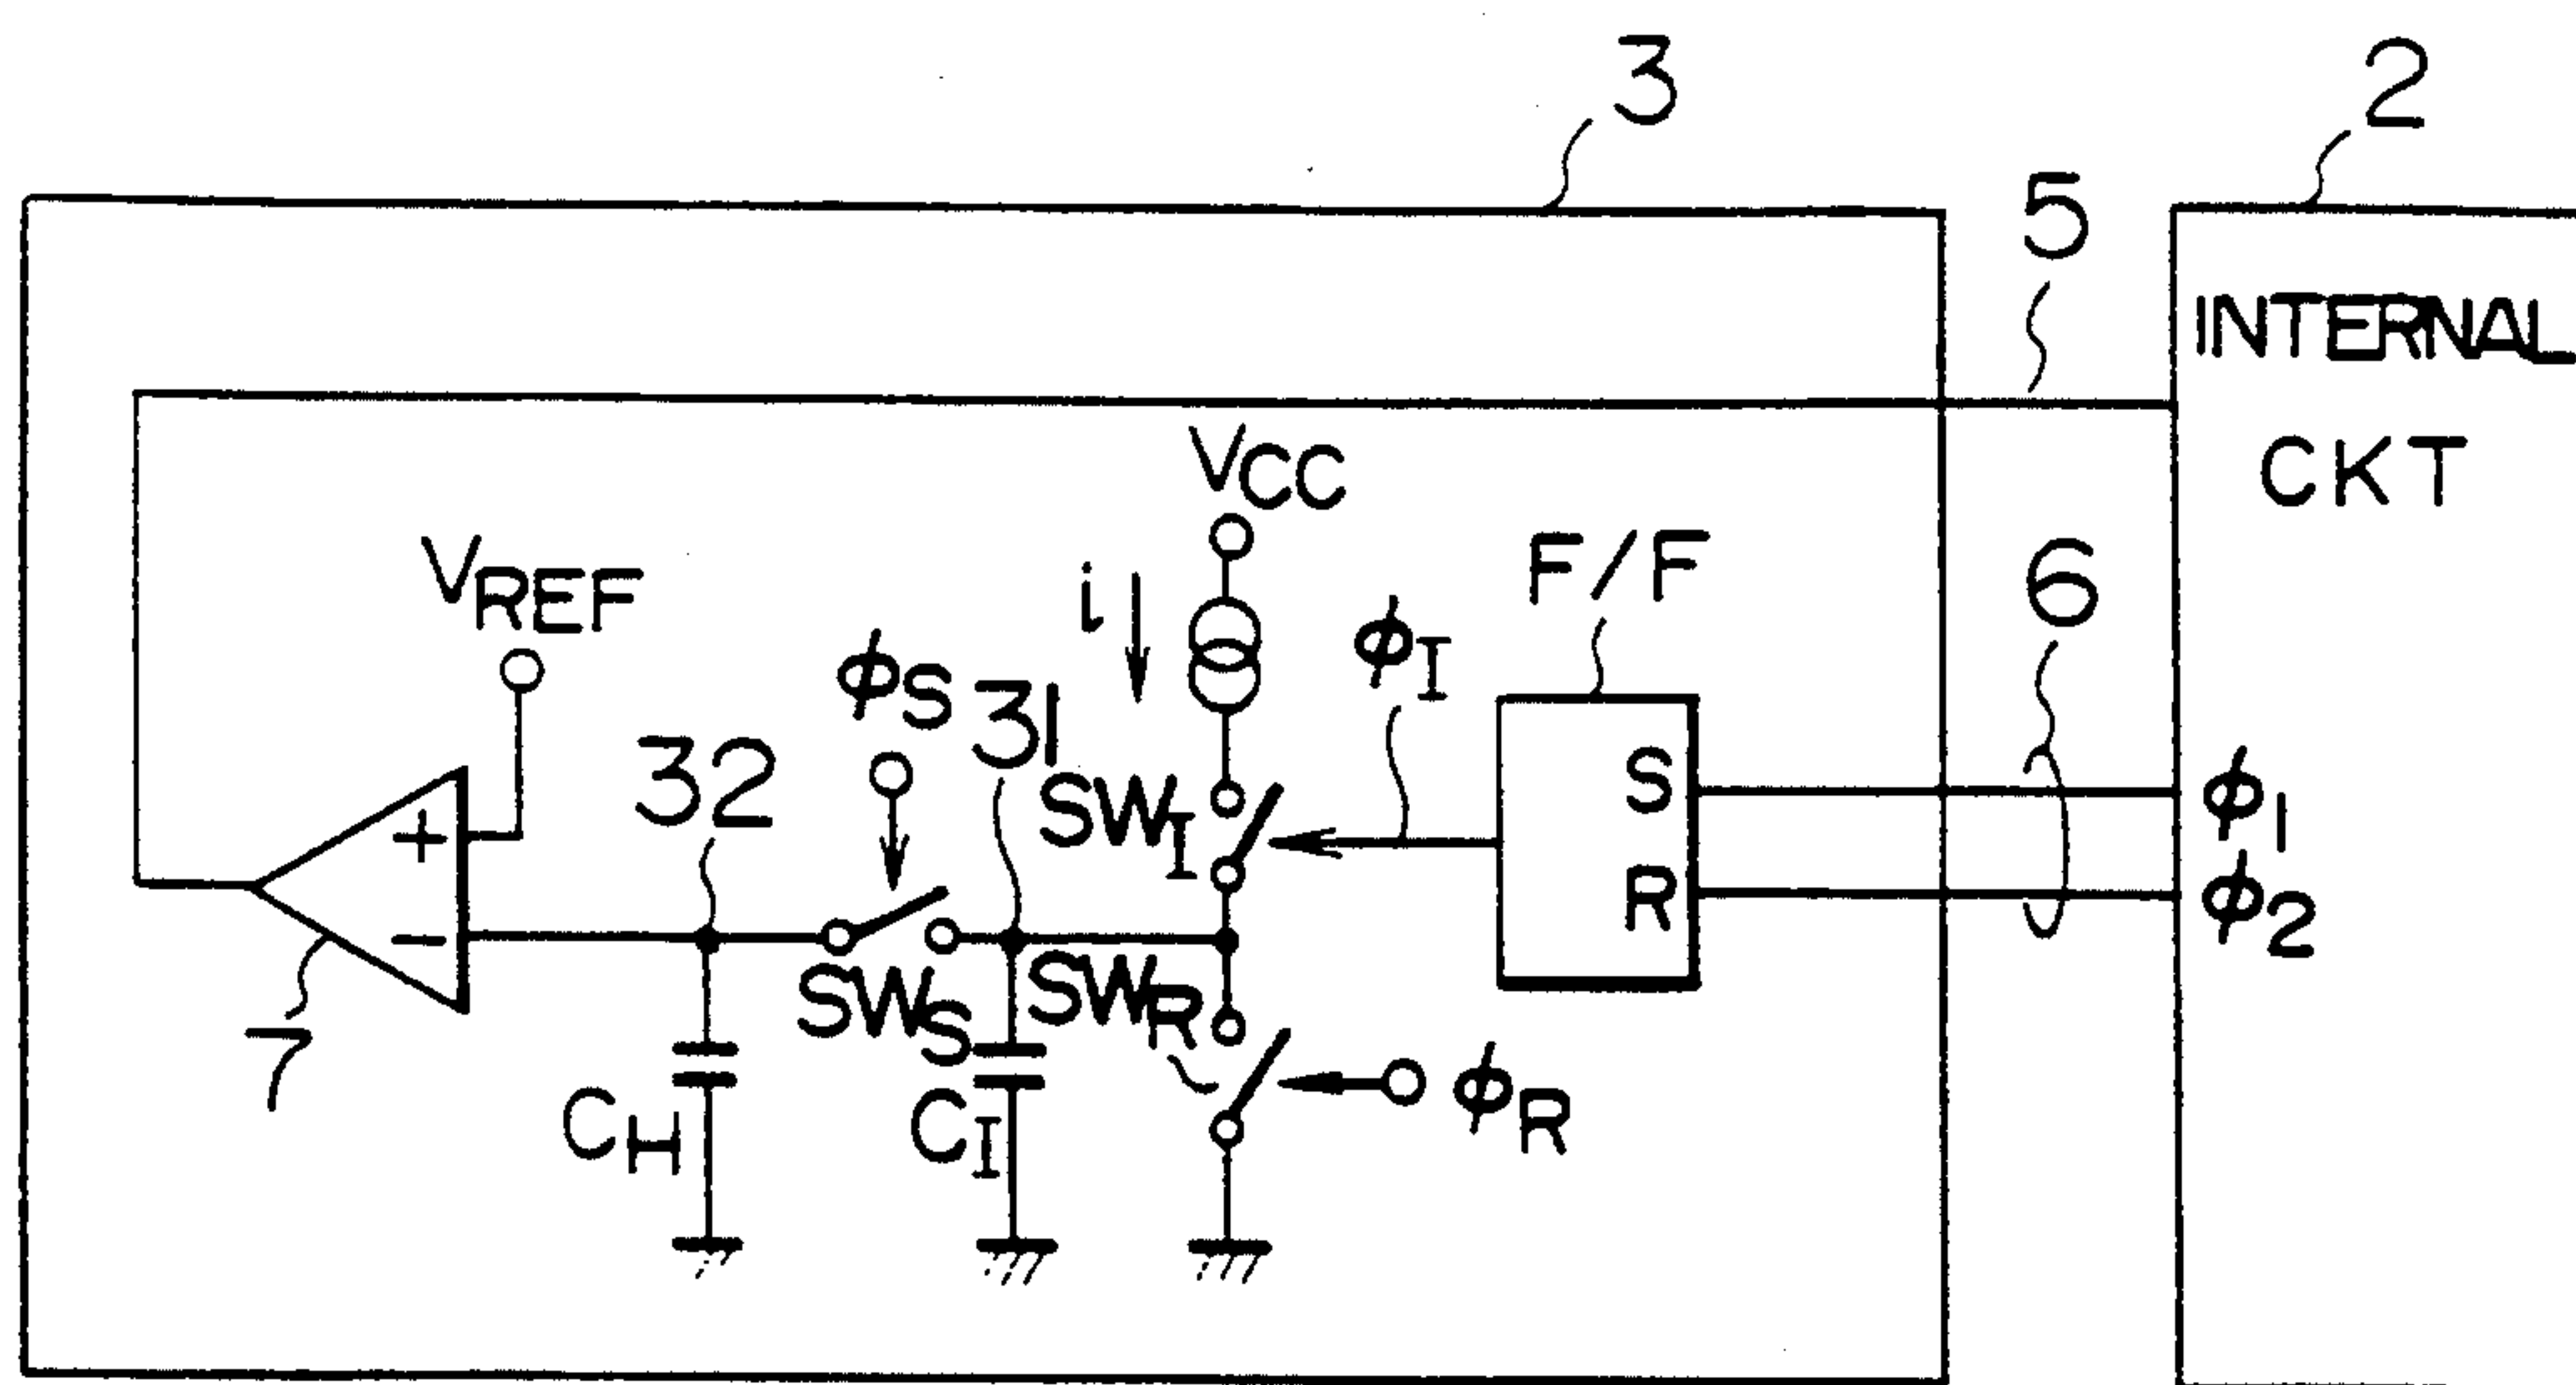 3
2
5
INTERNAL
CKT
VCC
VREF
i
F/F
6
ϕS
ϕI
31
32
SWI
S
R
ϕ1
ϕ2
+
−
7
SWS
SWR
CH
CI
ϕR